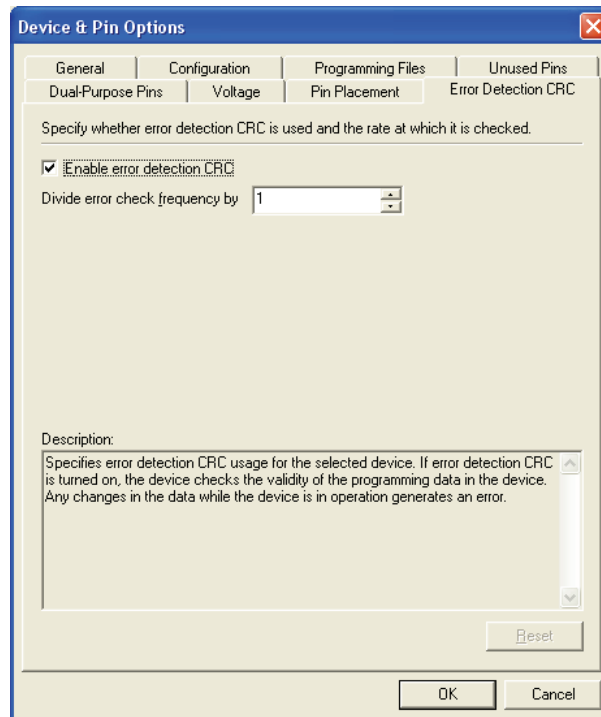 Device & Pin Options
General Configuration Programming Files Unused Pins
Dual-Purpose Pins Voltage Pin Placement Error Detection CRC
Specify whether error detection CRC is used and the rate at which it is checked.
Enable error detection CRC
Divide error check frequency by 1
Description:
Specifies error detection CRC usage for the selected device. If error detection CRC
is turned on, the device checks the validity of the programming data in the device.
Any changes in the data while the device is in operation generates an error.
Reset
OK Cancel